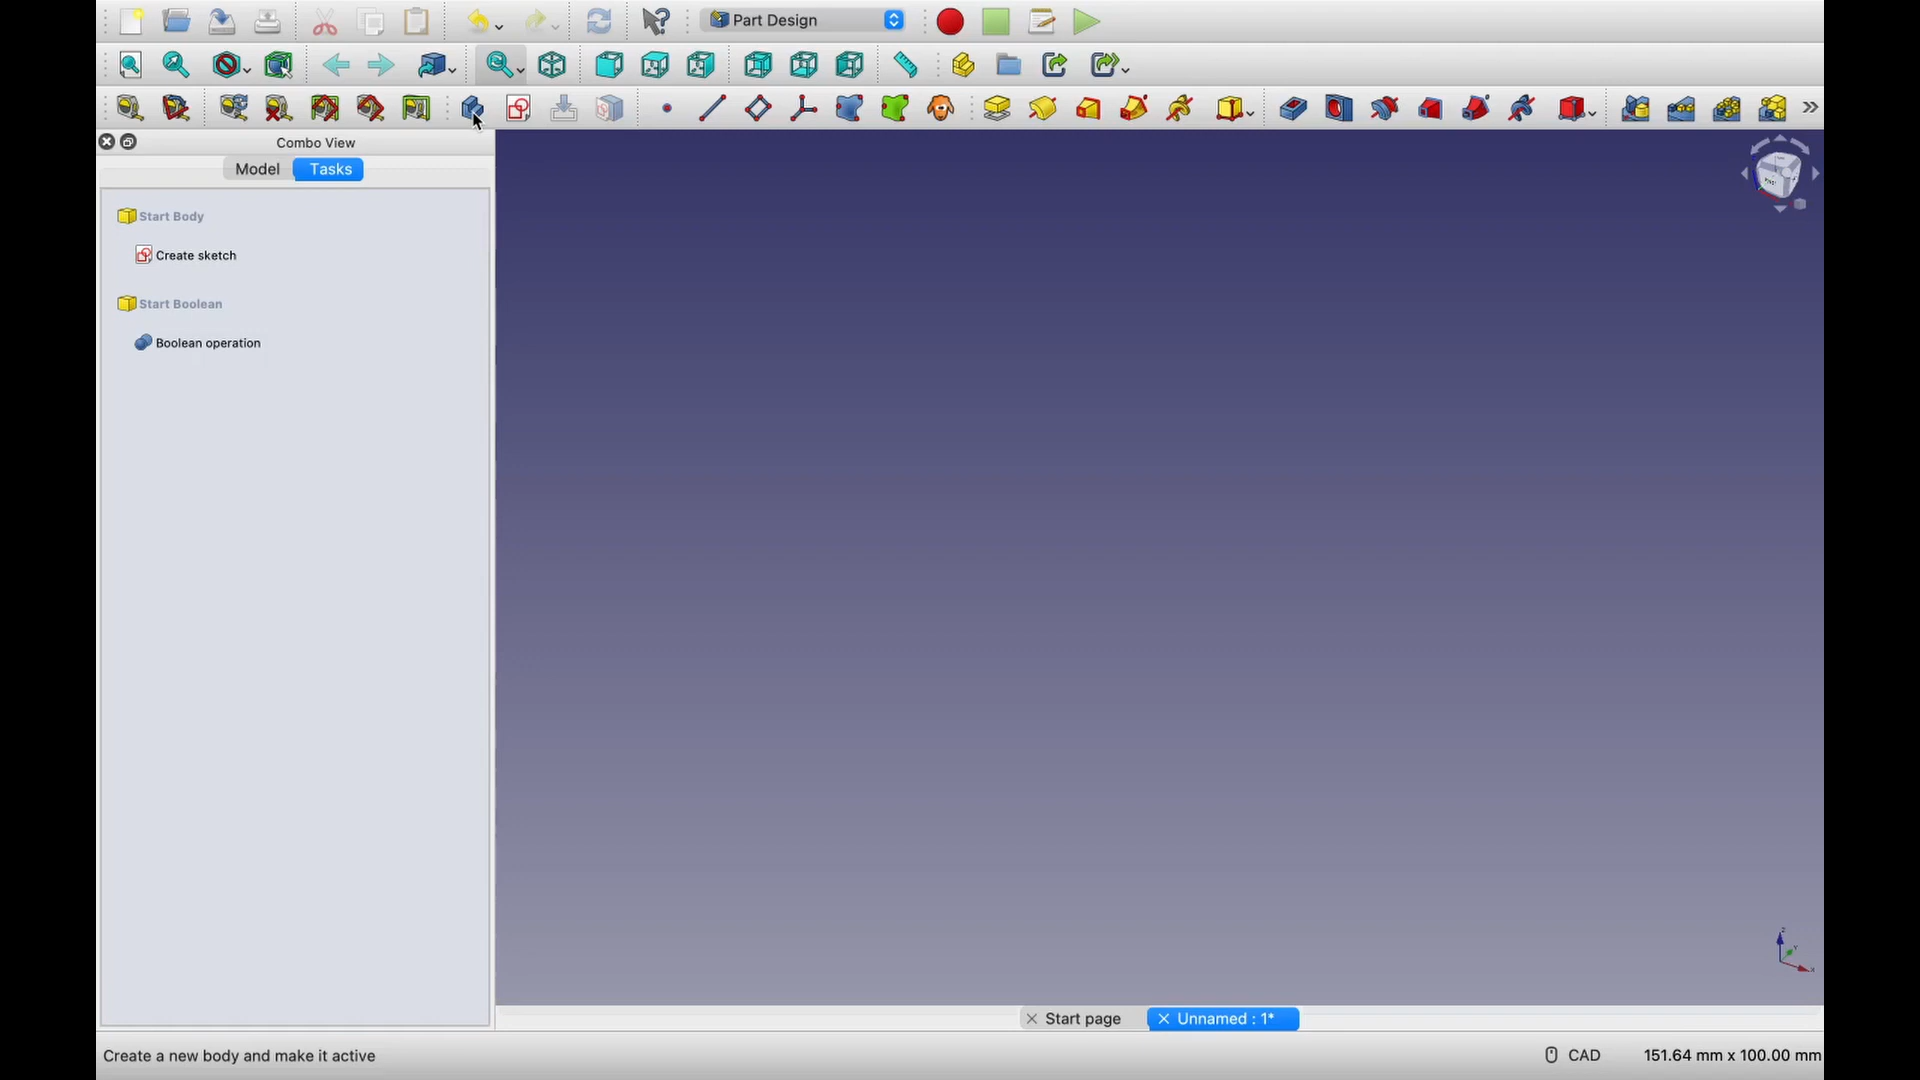 Part Design
Combo View
Model
Tasks
Start Body
Create sketch
Start Boolean
Boolean operation
Start page
Unnamed : 1*
Create a new body and make it active
CAD
151.64 mm x 100.00 mm